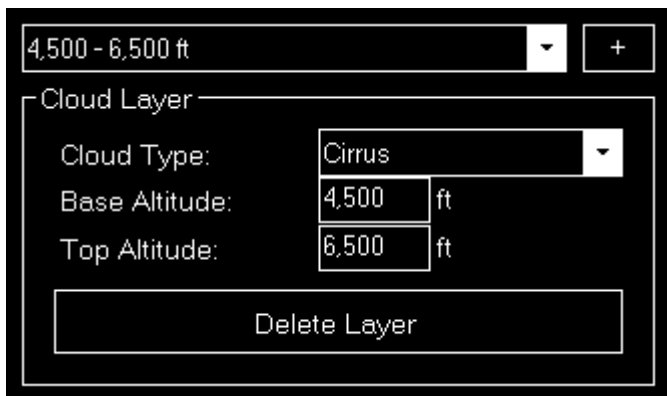 4,500 - 6,500 ft +
Cloud Layer
Cloud Type: Cirrus
Base Altitude: 4,500 ft
Top Altitude: 6,500 ft
Delete Layer